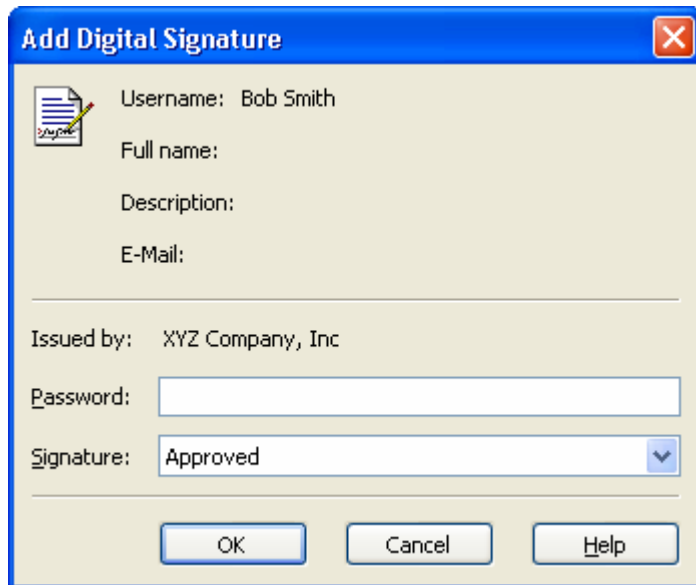 Add Digital Signature
Username: Bob Smith
Full name:
Description:
E-Mail:
Issued by: XYZ Company, Inc
Password:
Signature: Approved
OK Cancel Help